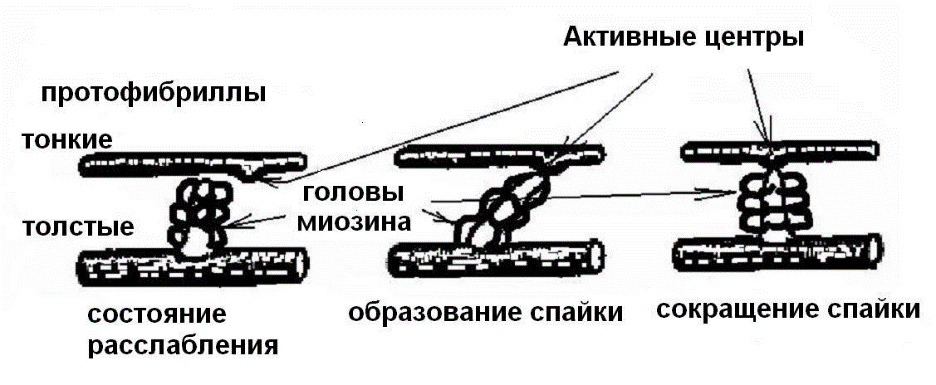 Активные центры
протофибриллы
тонкие
головы
миозина
толстые
состояние
расслабления
образование спайки
сокращение спайки